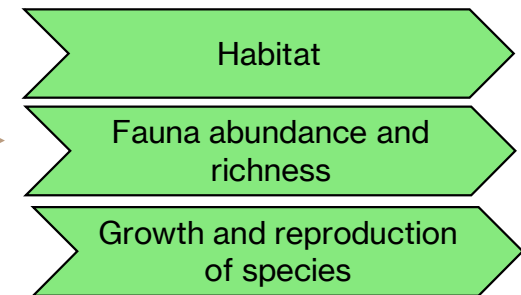 Habitat
Fauna abundance and
richness
Growth and reproduction
of species